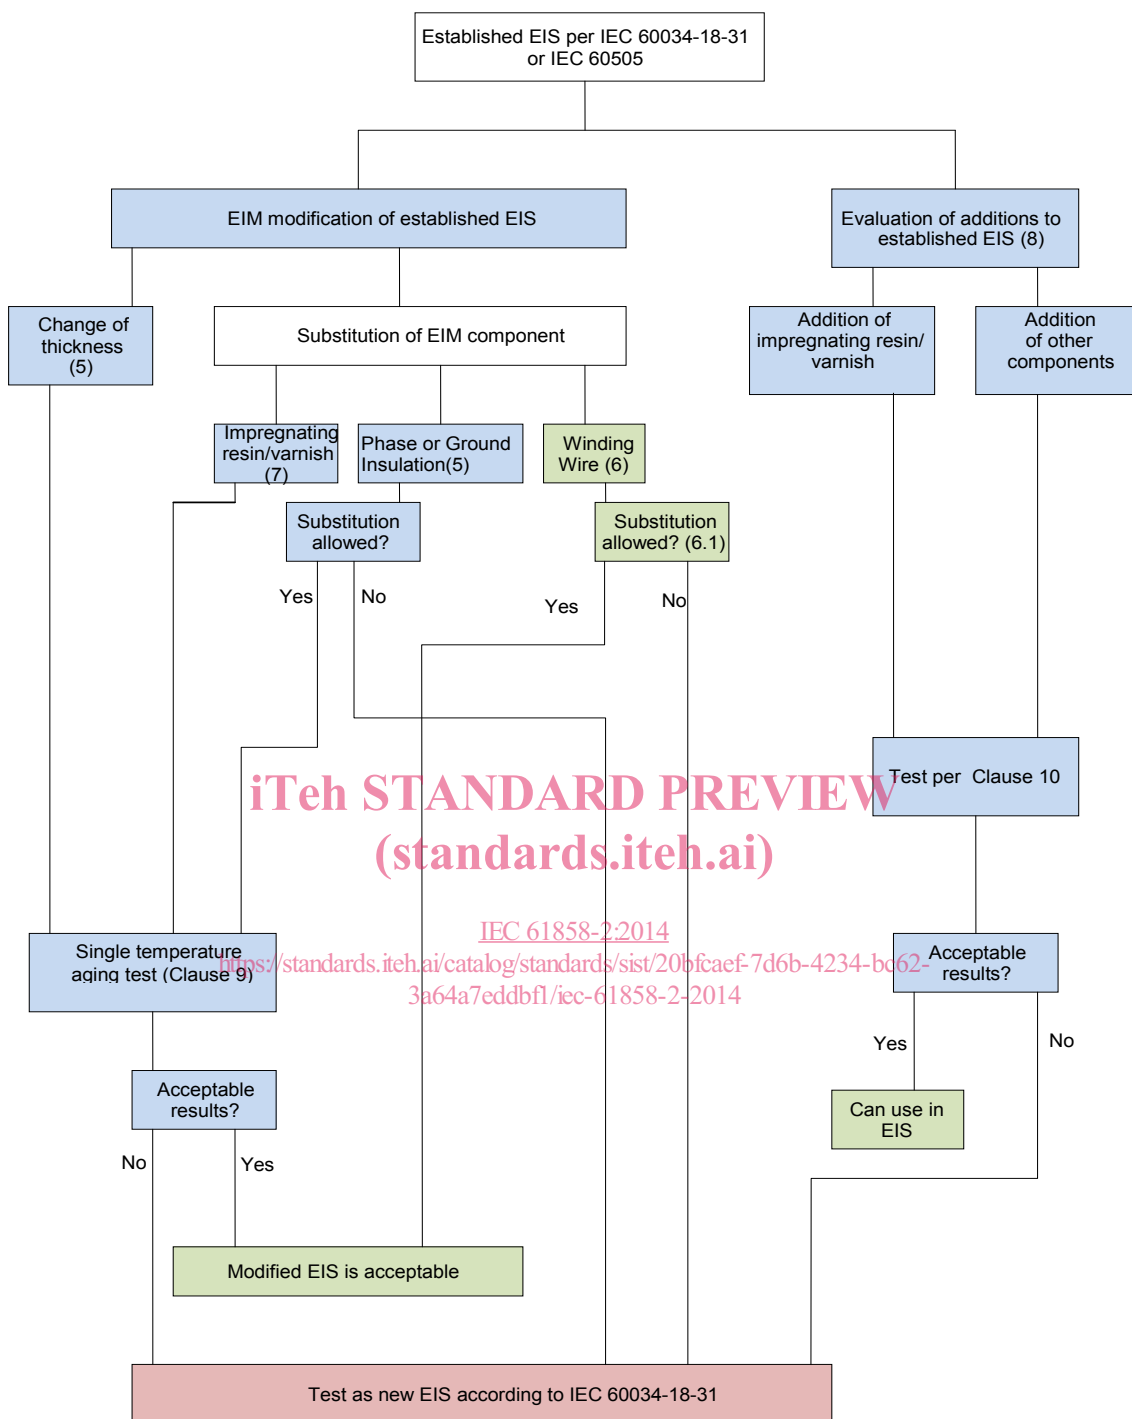 Established EIS per IEC 60034-18-31
or IEC 60505
EIM modification of established EIS
Evaluation of additions to
established EIS (8)
Change of
thickness
(5)
Substitution of EIM component
Addition of
impregnating resin/
varnish
Addition
of other
components
Impregnating
resin/varnish
(7)
Phase or Ground
Insulation(5)
Winding
Wire (6)
Substitution
allowed?
Substitution
allowed? (6.1)
Yes
No
Yes
No
Test per Clause 10
iTeh STANDARD PREVIEW
(standards.iteh.ai)
IEC 61858-2:2014
https://standards.iteh.ai/catalog/standards/sist/20bfcaef-7d6b-4234-bc62-
3a64a7eddbf1/iec-61858-2-2014
Single temperature
aging test (Clause 9)
Acceptable
results?
Yes
No
Acceptable
results?
Can use in
EIS
No
Yes
Modified EIS is acceptable
Test as new EIS according to IEC 60034-18-31